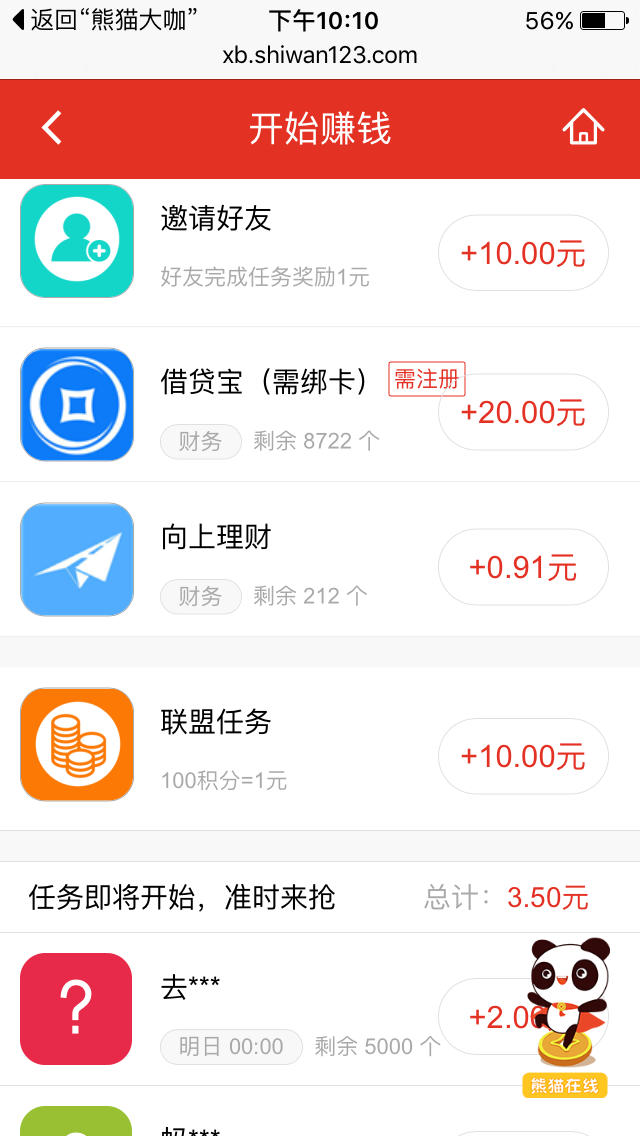 返回“熊猫大咖”
下午10:10
56%
xb.shiwan123.com
开始赚钱
邀请好友
+10.00元
好友完成任务奖励1元
借贷宝（需绑卡）
需注册
+20.00元
财务 剩余 8722 个
向上理财
+0.91元
财务 剩余 212 个
联盟任务
+10.00元
100积分=1元
任务即将开始，准时来抢
总计：3.50元
去***
+2.0
明日 00:00 剩余 5000 个
熊猫在线